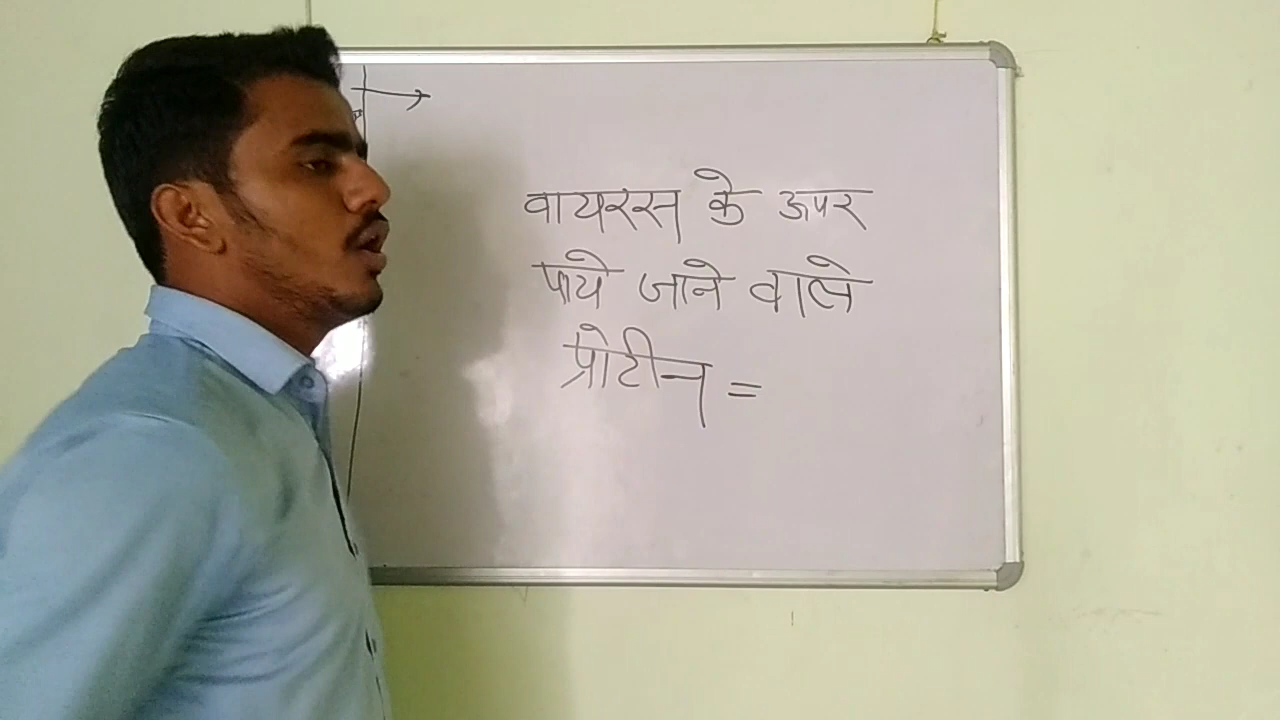 वायरस के ऊपर
पाये जाने वाले
प्रोटीन =